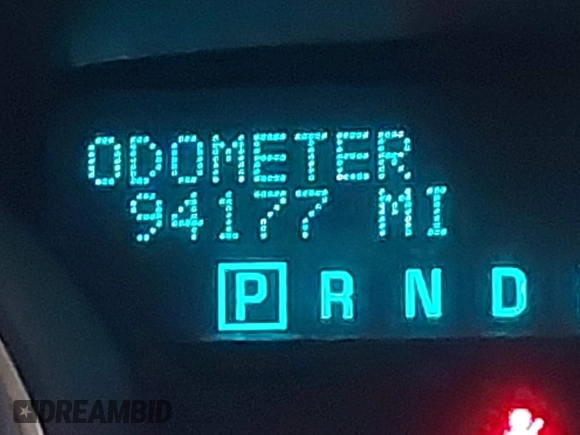 ODOMETER
94177 MI
P R N D
DREAMBID